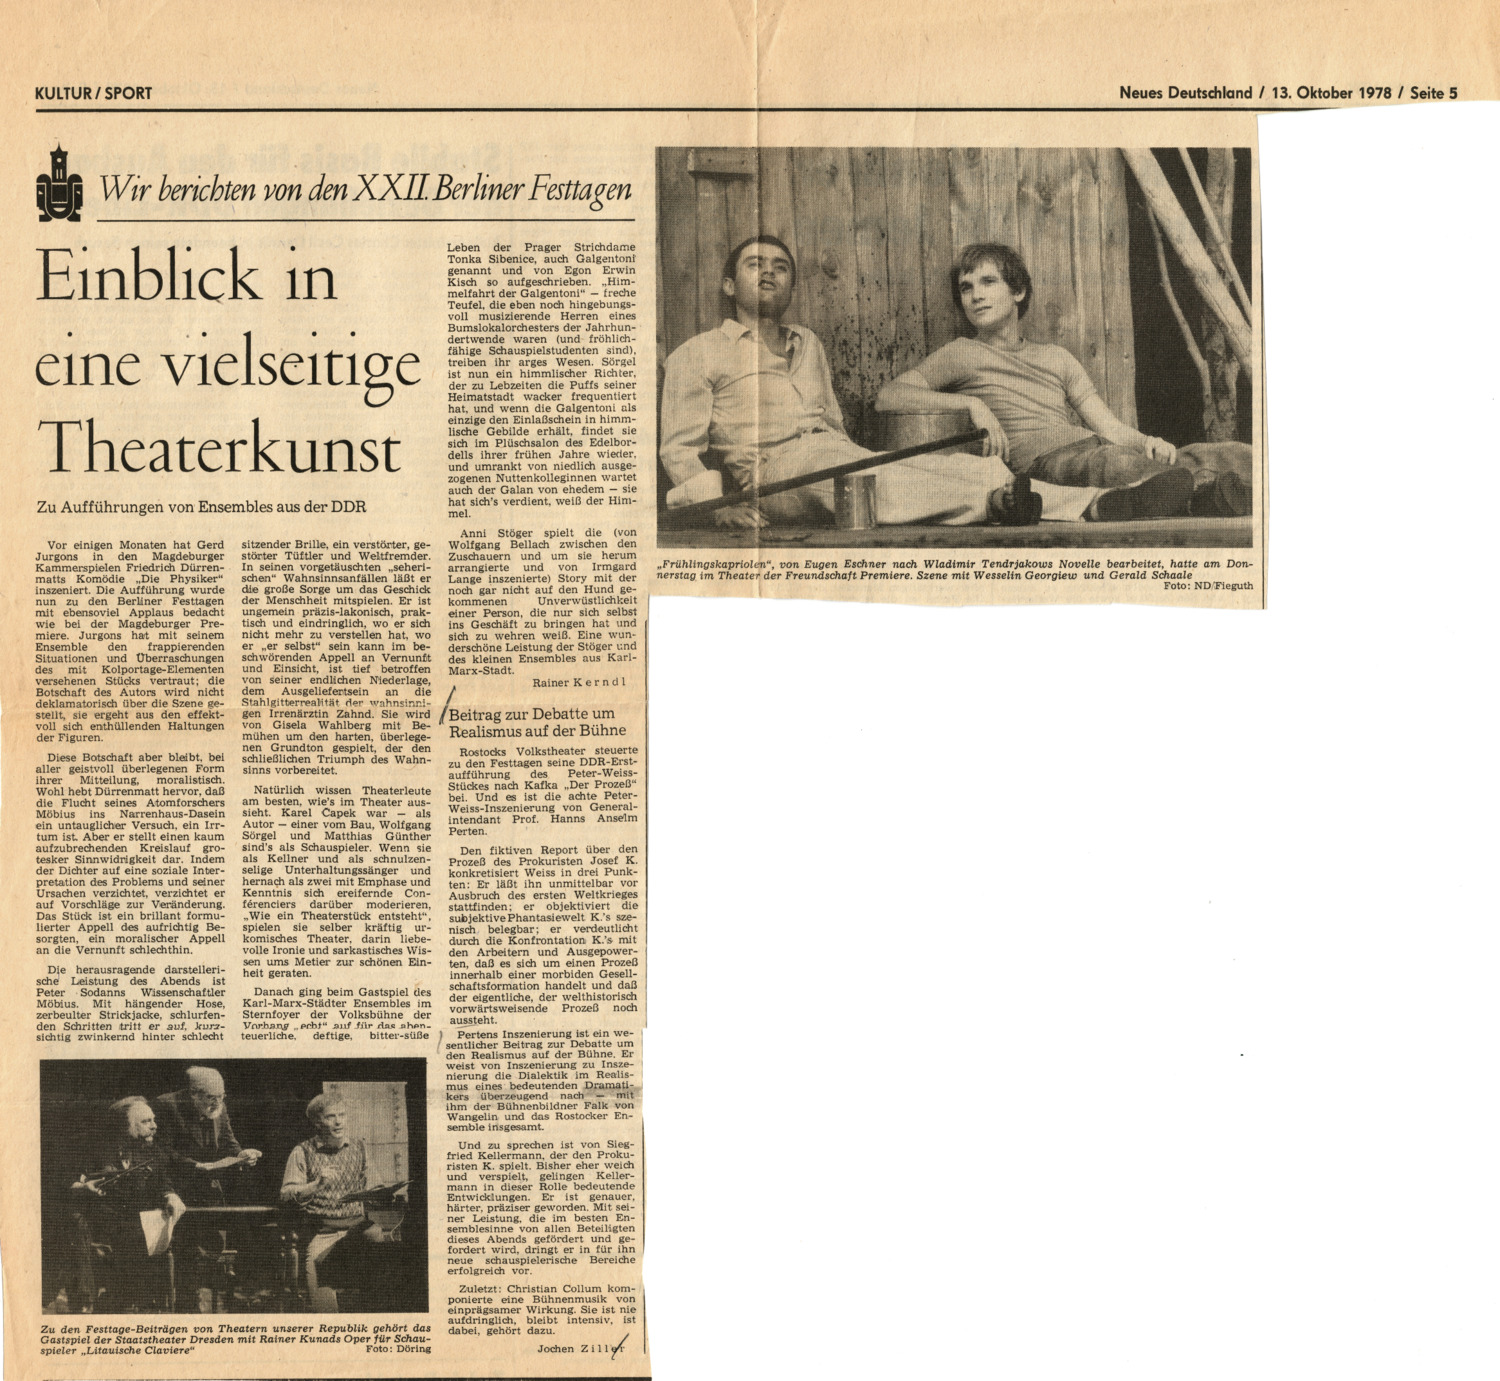 KULTUR / SPORT
Neues Deutschland / 13. Oktober 1978 / Seite 5
Wir berichten von den XXII. Berliner Festtagen
Einblick in
eine vielseitige
Theaterkunst
Zu Aufführungen von Ensembles aus der DDR
Vor einigen Monaten hat Gerd
Jurgons in den Magdeburger
Kammerspielen Friedrich Dürren-
matts Komödie „Die Physiker“
inszeniert. Die Aufführung wurde
nun zu den Berliner Festtagen
mit ebensoviel Applaus bedacht
wie bei der Magdeburger Pre-
miere. Jurgons hat mit seinem
Ensemble den frappierenden
Situationen und Überraschungen
des mit Kolportage-Elementen
versehenen Stücks vertraut; die
Botschaft des Autors wird nicht
deklamatorisch über die Szene ge-
stellt, sie ergeht aus den effekt-
voll sich enthüllenden Haltungen
der Figuren.
Diese Botschaft aber bleibt, bei
aller geistvoll überlegenen Form
ihrer Mitteilung, moralistisch.
Wohl hebt Dürrenmatt hervor, daß
die Flucht seines Atomforschers
Möbius ins Narrenhaus-Dasein
ein untauglicher Versuch, ein Irr-
tum ist. Aber er stellt einen kaum
aufzubrechenden Kreislauf gro-
tesker Sinnwidrigkeit dar. Indem
der Dichter auf eine soziale Inter-
pretation des Problems und seiner
Ursachen verzichtet, verzichtet er
auf Vorschläge zur Veränderung.
Das Stück ist ein brillant formu-
lierter Appell des aufrichtig Be-
sorgten, ein moralischer Appell
an die Vernunft schlechthin.
Die herausragende darstelleri-
sche Leistung des Abends ist
Peter Sodanns Wissenschaftler
Möbius. Mit hängender Hose,
zerbeulter Strickjacke, schlurfen-
den Schritten tritt er auf, kurz-
sichtig zwinkernd hinter schlecht
sitzender Brille, ein verstörter, ge-
störter Tüftler und Weltfremder.
In seinen vorgetäuschten „seheri-
schen“ Wahnsinnsanfällen läßt er
die große Sorge um das Geschick
der Menschheit mitspielen. Er ist
ungemein präzis-lakonisch, prak-
tisch und eindringlich, wo er sich
nicht mehr zu verstellen hat, wo
er „er selbst“ sein kann im be-
schwörenden Appell an Vernunft
und Einsicht, ist tief betroffen
von seiner endlichen Niederlage,
dem Ausgeliefertsein an die
Stahlgitterrealität der wahnsinni-
gen Irrenärztin Zahnd. Sie wird
von Gisela Wahlberg mit Be-
mühen um den harten, überlege-
nen Grundton gespielt, der den
schließlichen Triumph des Wahn-
sinns vorbereitet.
Natürlich wissen Theaterleute
am besten, wie's im Theater aus-
sieht. Karel Čapek war — als
Autor — einer vom Bau, Wolfgang
Sörgel und Matthias Günther
sind's als Schauspieler. Wenn sie
als Kellner und als schnulzen-
selige Unterhaltungssänger und
hernach als zwei mit Emphase und
Kenntnis sich ereifernde Con-
férenciers darüber moderieren,
„Wie ein Theaterstück entsteht“,
spielen sie selber kräftig ur-
komisches Theater, darin liebe-
volle Ironie und sarkastisches Wis-
sen ums Metier zur schönen Ein-
heit geraten.
Danach ging beim Gastspiel des
Karl-Marx-Städter Ensembles im
Sternfoyer der Volksbühne der
Vorhang „echt“ auf für das aben-
teuerliche, deftige, bitter-süße
Leben der Prager Strichdame
Tonka Sibenice, auch Galgentoni
genannt und von Egon Erwin
Kisch so aufgeschrieben. „Him-
melfahrt der Galgentoni“ — freche
Teufel, die eben noch hingebungs-
voll musizierende Herren eines
Bumslokalorchesters der Jahrhun-
dertwende waren (und fröhlich-
fähige Schauspielstudenten sind),
treiben ihr arges Wesen. Sörgel
ist nun ein himmlischer Richter,
der zu Lebzeiten die Puffs seiner
Heimatstadt wacker frequentiert
hat, und wenn die Galgentoni als
einzige den Einlaßschein in himm-
lische Gebilde erhält, findet sie
sich im Plüschsalon des Edelbor-
dells ihrer frühen Jahre wieder,
und umrankt von niedlich ausge-
zogenen Nuttenkolleginnen wartet
auch der Galan von ehedem — sie
hat sich's verdient, weiß der Him-
mel.
Anni Stöger spielt die (von
Wolfgang Bellach zwischen den
Zuschauern und um sie herum
arrangierte und von Irmgard
Lange inszenierte) Story mit der
noch gar nicht auf den Hund ge-
kommenen Unverwüstlichkeit
einer Person, die nur sich selbst
ins Geschäft zu bringen hat und
sich zu wehren weiß. Eine wun-
derschöne Leistung der Stöger und
des kleinen Ensembles aus Karl-
Marx-Stadt.
Rainer Kerndl
Beitrag zur Debatte um
Realismus auf der Bühne
Rostocks Volkstheater steuerte
zu den Festtagen seine DDR-Erst-
aufführung des Peter-Weiss-
Stückes nach Kafka „Der Prozeß“
bei. Und es ist die achte Peter-
Weiss-Inszenierung von General-
intendant Prof. Hanns Anselm
Perten.
Den fiktiven Report über den
Prozeß des Prokuristen Josef K.
konkretisiert Weiss in drei Punk-
ten: Er läßt ihn unmittelbar vor
Ausbruch des ersten Weltkrieges
stattfinden; er objektiviert die
subjektive Phantasiewelt K.'s sze-
nisch belegbar; er verdeutlicht
durch die Konfrontation K.'s mit
den Arbeitern und Ausgepower-
ten, daß es sich um einen Prozeß
innerhalb einer morbiden Gesell-
schaftsformation handelt und daß
der eigentliche, der welthistorisch
vorwärtsweisende Prozeß noch
aussteht.
Pertens Inszenierung ist ein we-
sentlicher Beitrag zur Debatte um
den Realismus auf der Bühne. Er
weist von Inszenierung zu Insze-
nierung die Dialektik im Realis-
mus eines bedeutenden Dramati-
kers überzeugend nach — mit
ihm der Bühnenbildner Falk von
Wangelin und das Rostocker En-
semble insgesamt.
Und zu sprechen ist von Sieg-
fried Kellermann, der den Proku-
risten K. spielt. Bisher eher weich
und verspielt, gelingen Keller-
mann in dieser Rolle bedeutende
Entwicklungen. Er ist genauer,
härter, präziser geworden. Mit sei-
ner Leistung, die im besten En-
semblesinne von allen Beteiligten
dieses Abends gefördert und ge-
fordert wird, dringt er in für ihn
neue schauspielerische Bereiche
erfolgreich vor.
Zuletzt: Christian Collum kom-
ponierte eine Bühnenmusik von
einprägsamer Wirkung. Sie ist nie
aufdringlich, bleibt intensiv, ist
dabei, gehört dazu.
Jochen Ziller
„Frühlingskapriolen“, von Eugen Eschner nach Wladimir Tendrjakows Novelle bearbeitet, hatte am Don-
nerstag im Theater der Freundschaft Premiere. Szene mit Wesselin Georgiew und Gerald Schaale
Foto: ND/Fieguth
Zu den Festtage-Beiträgen von Theatern unserer Republik gehört das
Gastspiel der Staatstheater Dresden mit Rainer Kunads Oper für Schau-
spieler „Litauische Claviere“
Foto: Döring